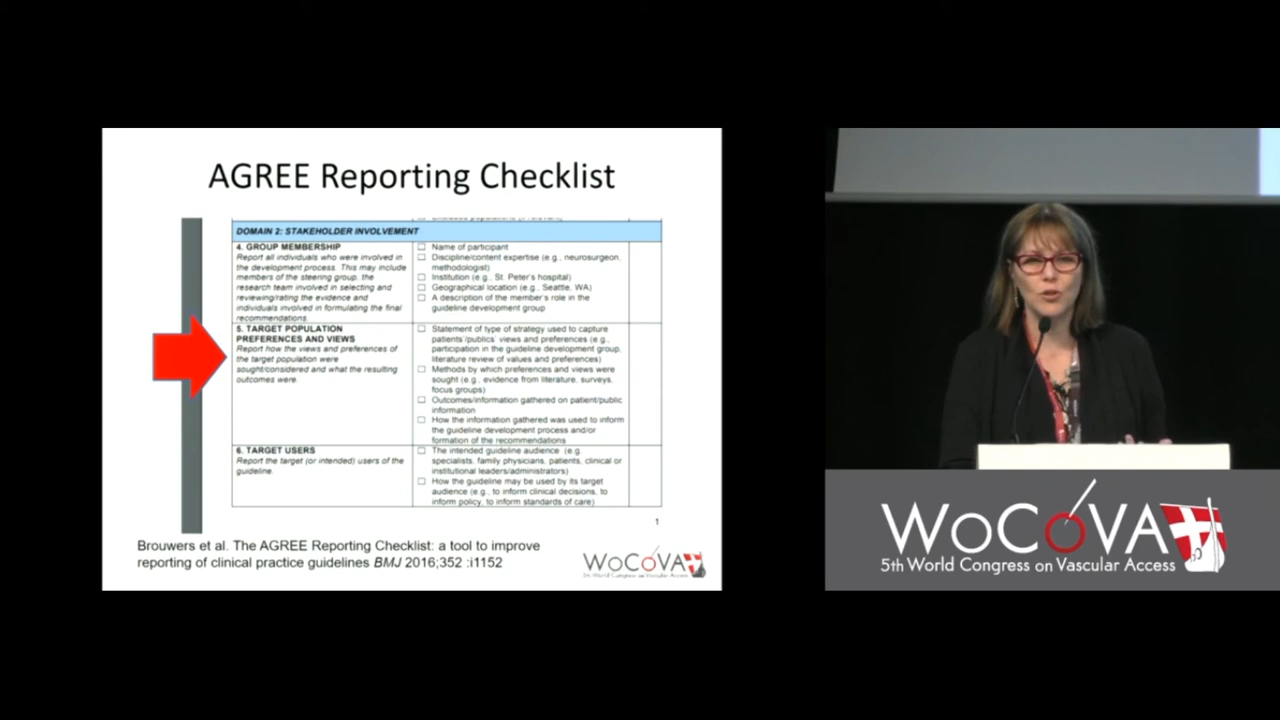 AGREE Reporting Checklist
DOMAIN 2: STAKEHOLDER INVOLVEMENT
4. GROUP MEMBERSHIP
Report all individuals who were involved in
the development process. This may include
members of the steering group, the
research team involved in selecting and
reviewing/rating the evidence and
individuals involved in formulating the final
recommendations.
Name of participant
Discipline/content expertise (e.g., neurosurgeon,
methodologist)
Institution (e.g., St. Peter's hospital)
Geographical location (e.g., Seattle, WA)
A description of the member's role in the
guideline development group
5. TARGET POPULATION
PREFERENCES AND VIEWS
Report how the views and preferences of
the target population were
sought/considered and what the resulting
outcomes were.
Statement of type of strategy used to capture
patients'/publics' views and preferences (e.g.,
participation in the guideline development group,
literature review of values and preferences)
Methods by which preferences and views were
sought (e.g., evidence from literature, surveys,
focus groups)
Outcomes/information gathered on patient/public
information
How the information gathered was used to inform
the guideline development process and/or
formation of the recommendations
6. TARGET USERS
Report the target (or intended) users of the
guideline.
The intended guideline audience (e.g.
specialists, family physicians, patients, clinical or
institutional leaders/administrators)
How the guideline may be used by its target
audience (e.g., to inform clinical decisions, to
inform policy, to inform standards of care)
1
Brouwers et al. The AGREE Reporting Checklist: a tool to improve
reporting of clinical practice guidelines BMJ 2016;352 :i1152
WoCoVA
5th World Congress on Vascular Access
WoCoVA
5th World Congress on Vascular Access